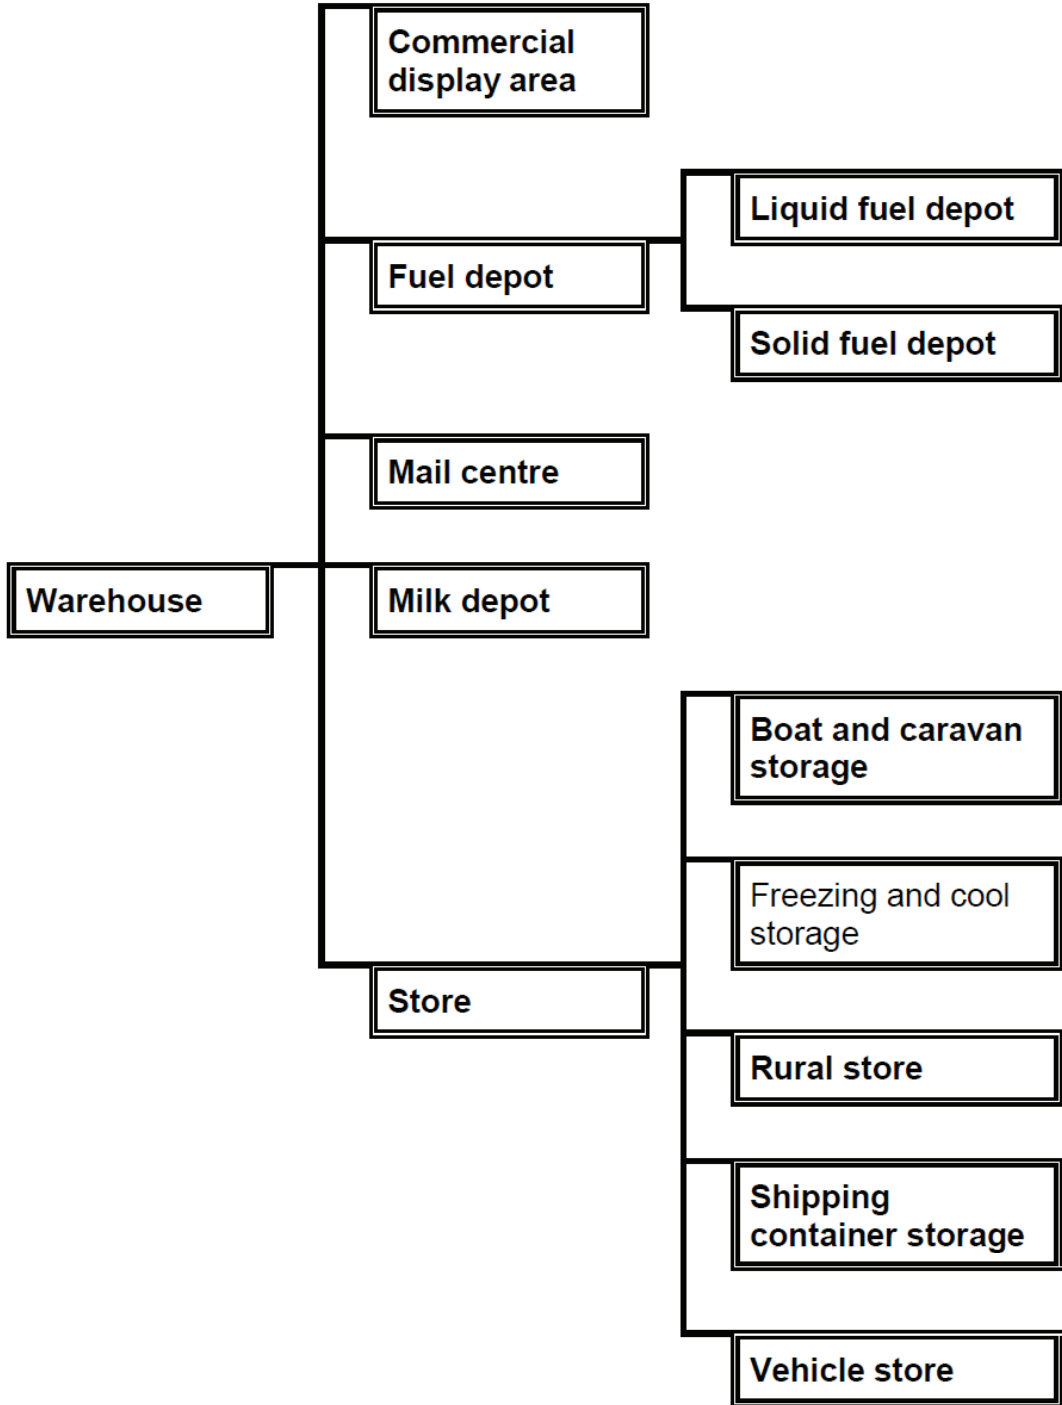 Commercial
display area
Liquid fuel depot
Fuel depot
Solid fuel depot
Mail centre
Warehouse
Milk depot
Boat and caravan
storage
Freezing and cool
storage
Store
Rural store
Shipping
container storage
Vehicle store